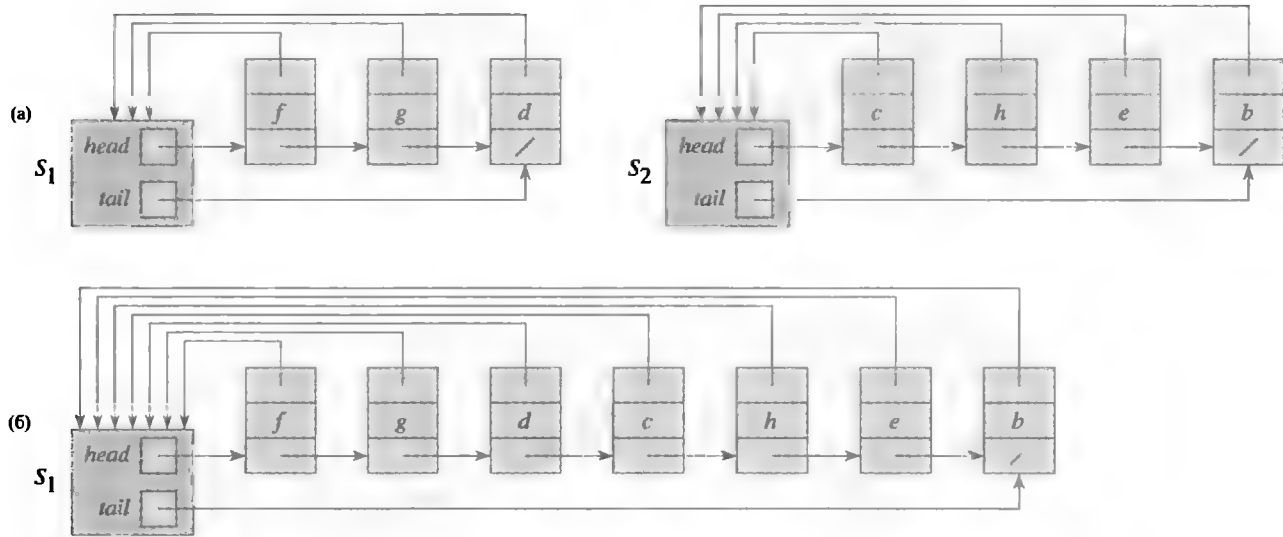 (а)
S₁
head
tail
f
g
d
/
S₂
head
tail
c
h
e
b
/
(б)
S₁
head
tail
f
g
d
c
h
e
b
/